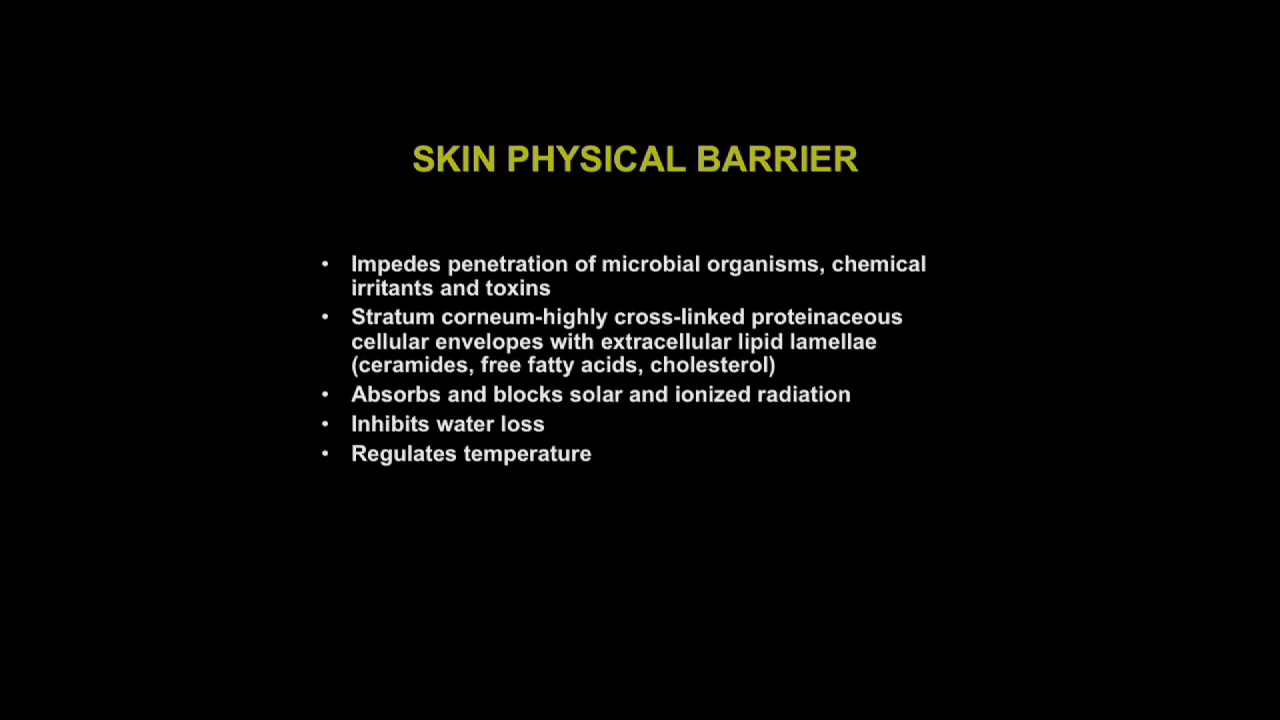 SKIN PHYSICAL BARRIER
• Impedes penetration of microbial organisms, chemical
irritants and toxins
• Stratum corneum-highly cross-linked proteinaceous
cellular envelopes with extracellular lipid lamellae
(ceramides, free fatty acids, cholesterol)
• Absorbs and blocks solar and ionized radiation
• Inhibits water loss
• Regulates temperature